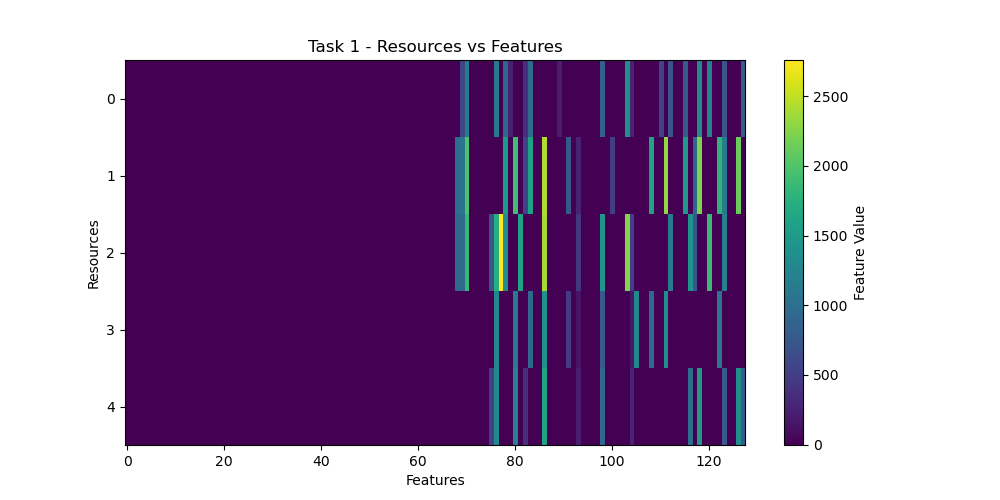 Task 1 - Resources vs Features
0
1
2
3
4
Resources
0 20 40 60 80 100 120
Features
2500
2000
1500
1000
500
0
Feature Value